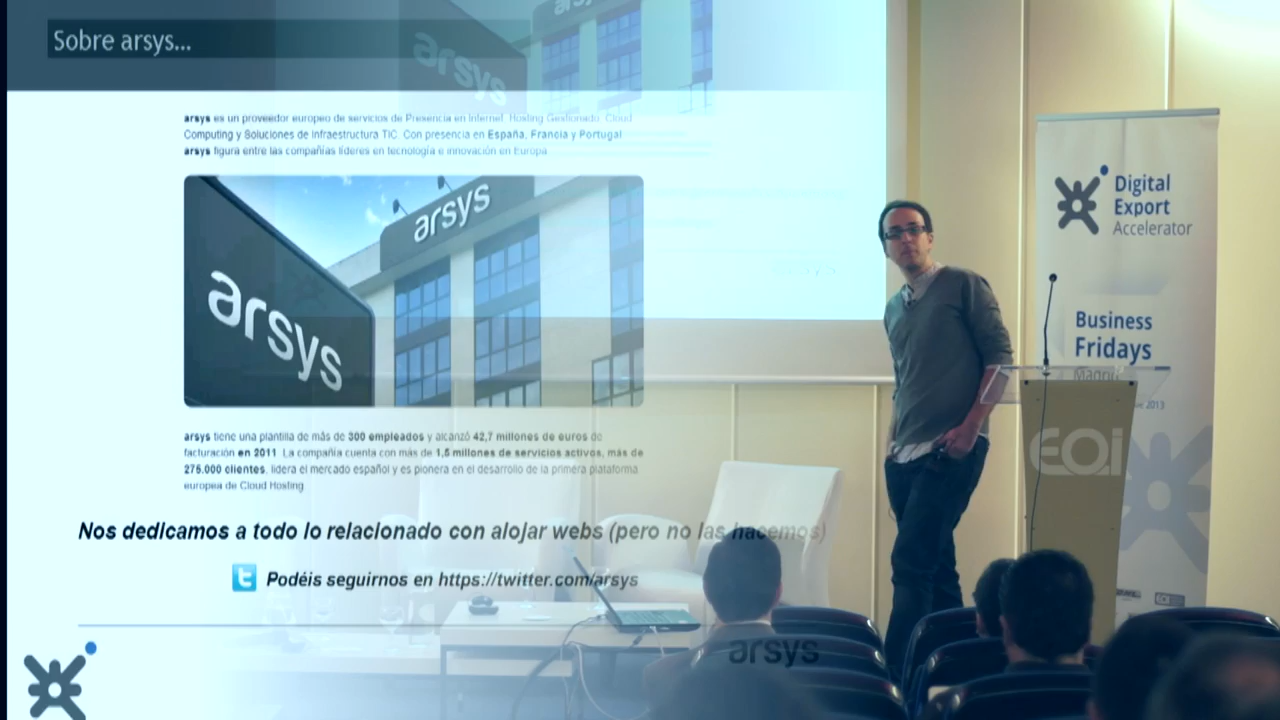 Sobre arsys...
arsys
arsys
arsys es un proveedor europeo de servicios de Presencia en Internet, Hosting Gestionado, Cloud
Computing y Soluciones de Infraestructura TIC. Con presencia en España, Francia y Portugal
arsys figura entre las compañías líderes en tecnología e innovación en Europa
arsys
arsys
arsys tiene una plantilla de más de 300 empleados y alcanzó 42,7 millones de euros de
facturación en 2011. La compañía cuenta con más de 1,5 millones de servicios activos, más de
275.000 clientes, lidera el mercado español y es pionera en el desarrollo de la primera plataforma
europea de Cloud Hosting
Nos dedicamos a todo lo relacionado con alojar webs (pero no las hacemos)
Podéis seguirnos en https://twitter.com/arsys
arsys
Digital
Export
Accelerator
Business
Fridays
Madrid
2013
EOi